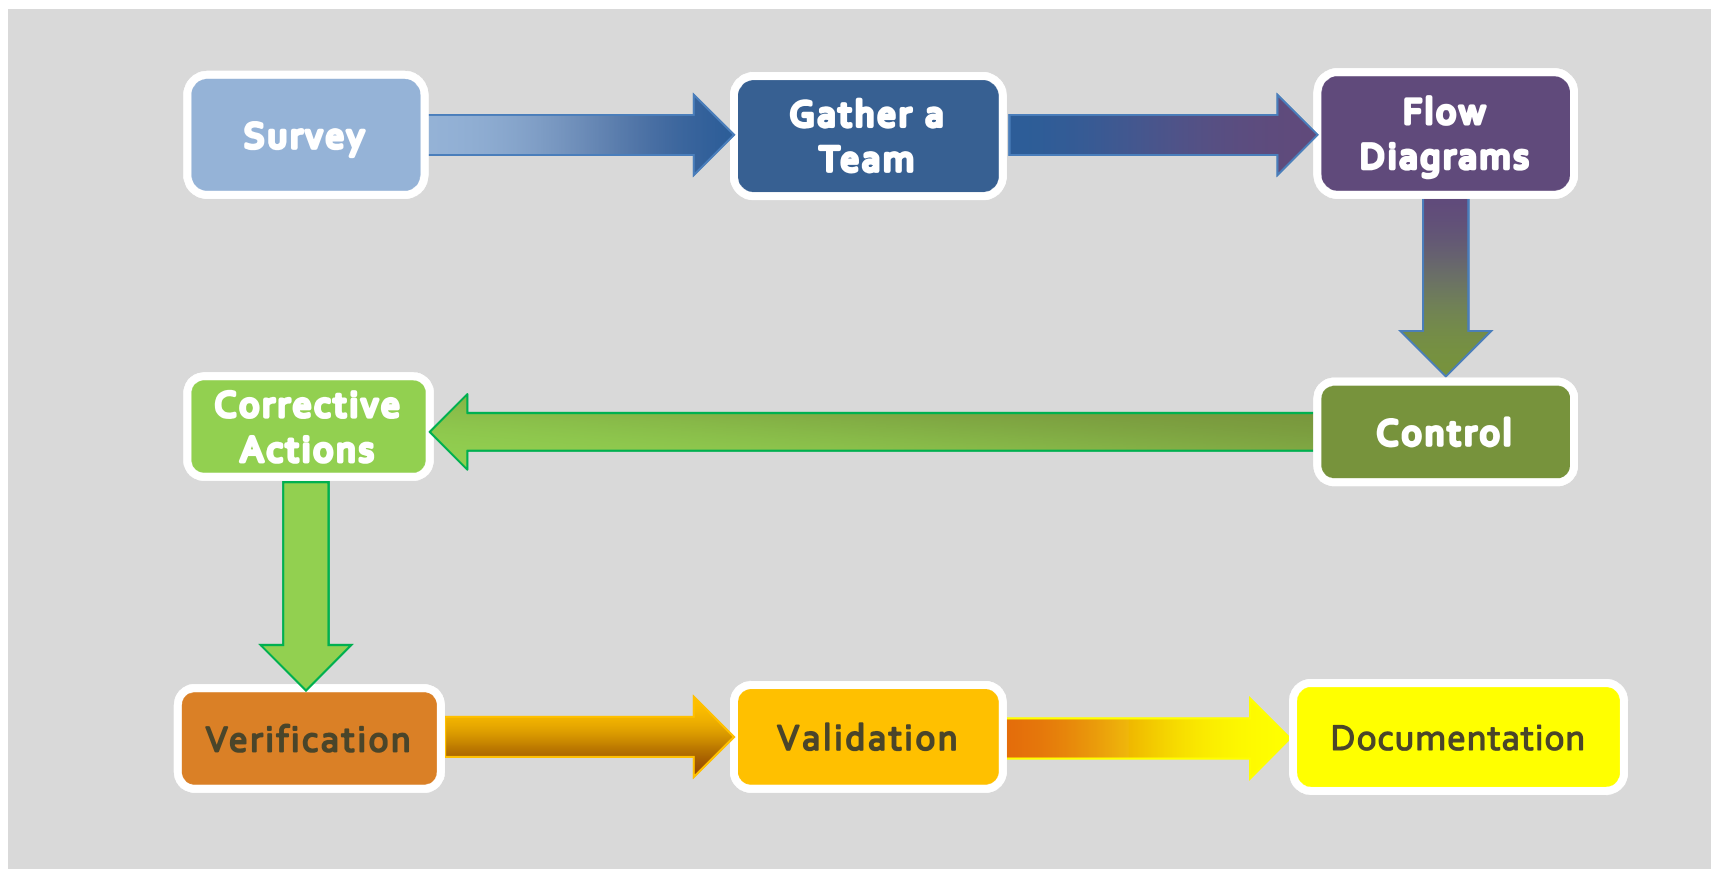 Survey
Gather a
Team
Flow
Diagrams
Control
Corrective
Actions
Verification
Validation
Documentation